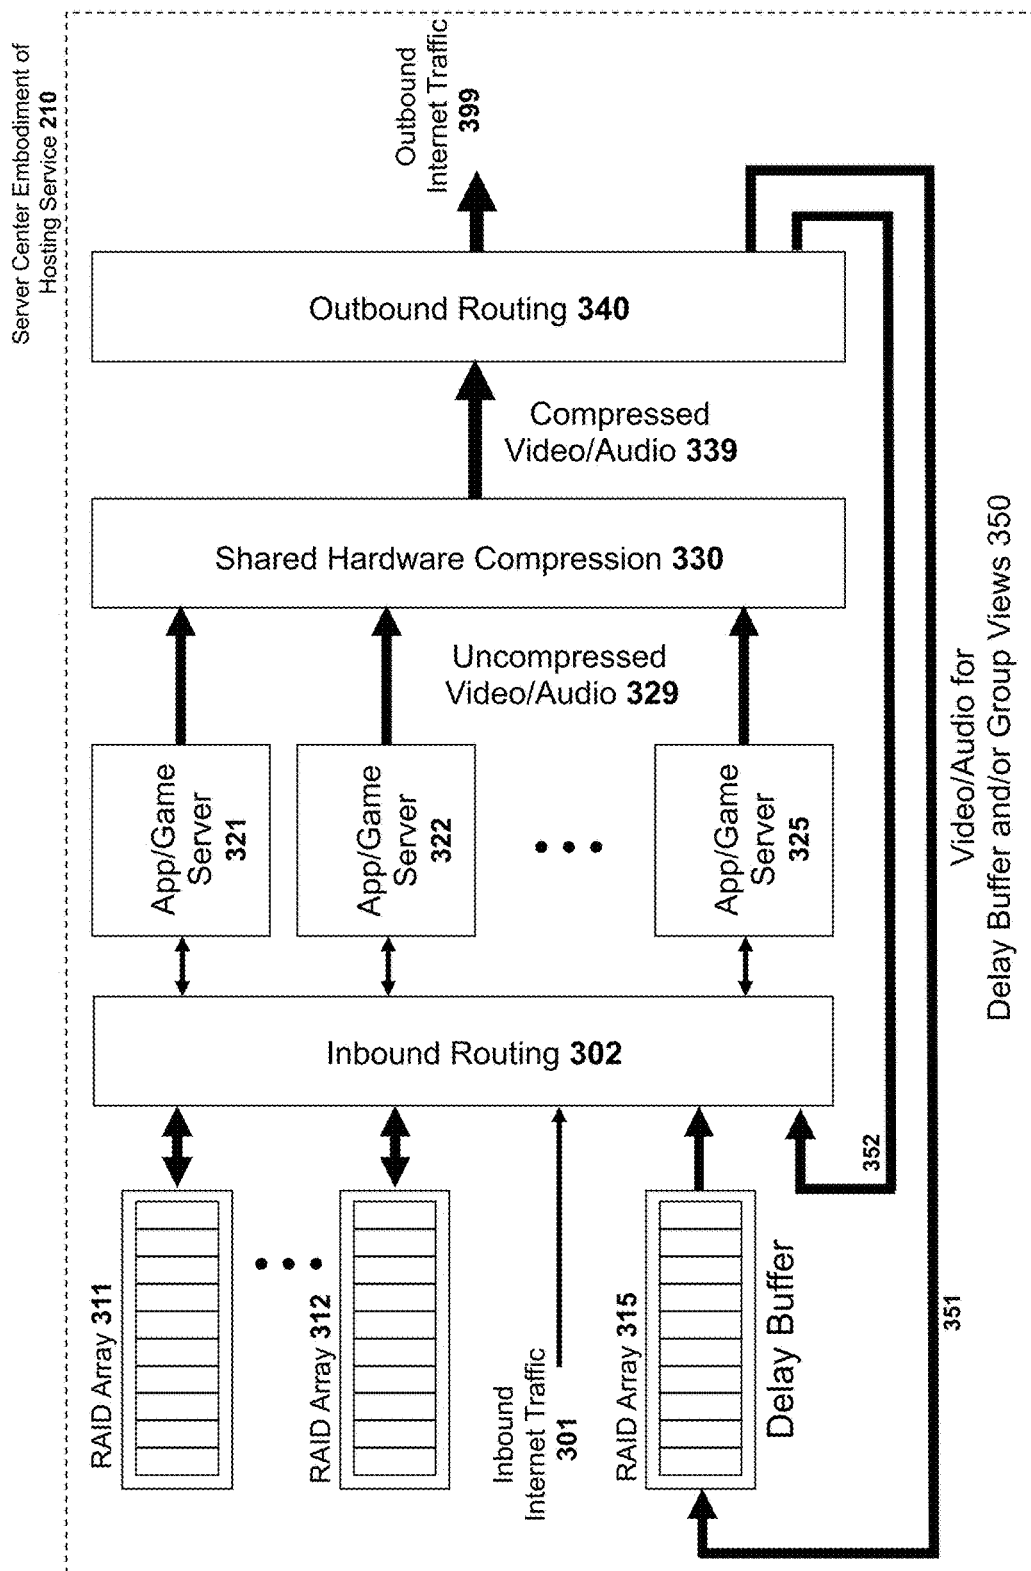 Server Center Embodiment of
Hosting Service 210
Outbound
Internet Traffic
399
Outbound Routing 340
Compressed
Video/Audio 339
Shared Hardware Compression 330
Uncompressed
Video/Audio 329
App/Game
Server
321
App/Game
Server
322
App/Game
Server
325
Inbound Routing 302
RAID Array 311
RAID Array 312
Inbound
Internet Traffic
301
RAID Array 315
Delay Buffer
352
351
Video/Audio for
Delay Buffer and/or Group Views 350